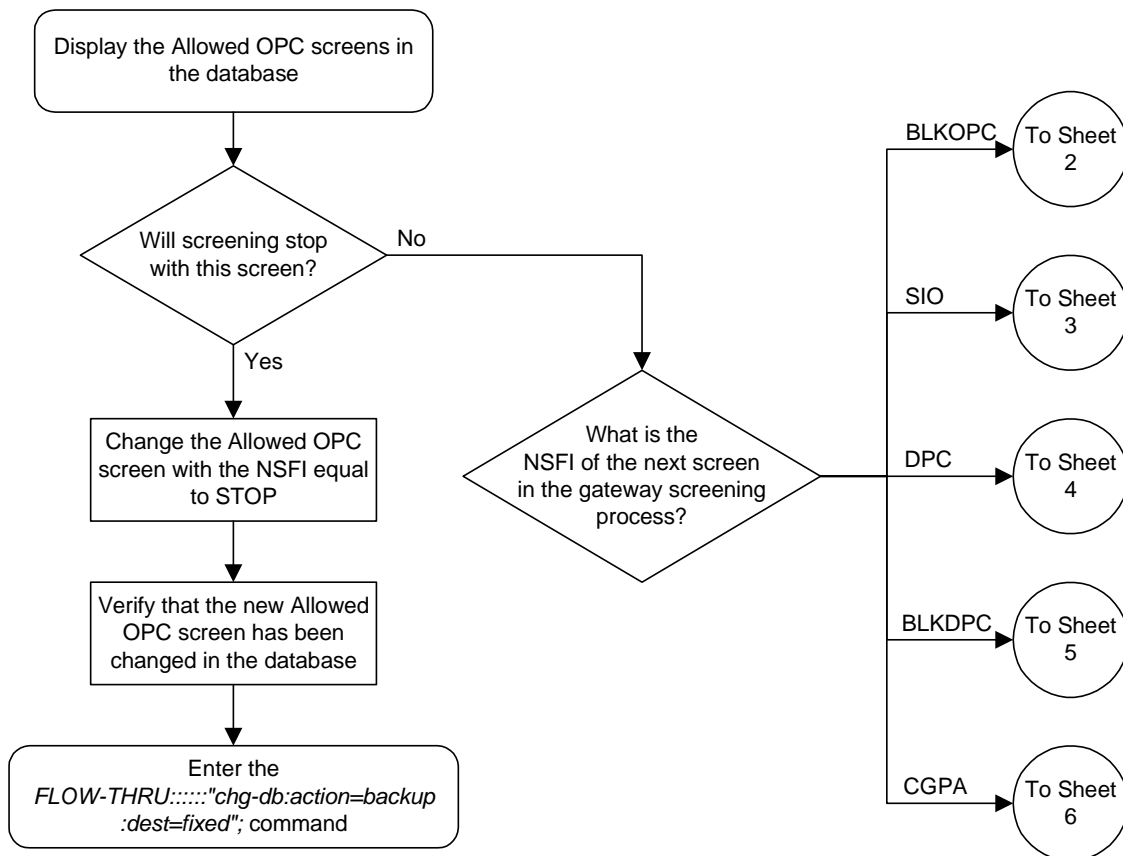 Display the Allowed OPC screens in
the database
Will screening stop
with this screen?
No
Yes
Change the Allowed OPC
screen with the NSFI equal
to STOP
Verify that the new Allowed
OPC screen has been
changed in the database
Enter the
FLOW-THRU::::::"chg-db:action=backup
:dest=fixed"; command
What is the
NSFI of the next screen
in the gateway screening
process?
BLKOPC
To Sheet
2
SIO
To Sheet
3
DPC
To Sheet
4
BLKDPC
To Sheet
5
CGPA
To Sheet
6